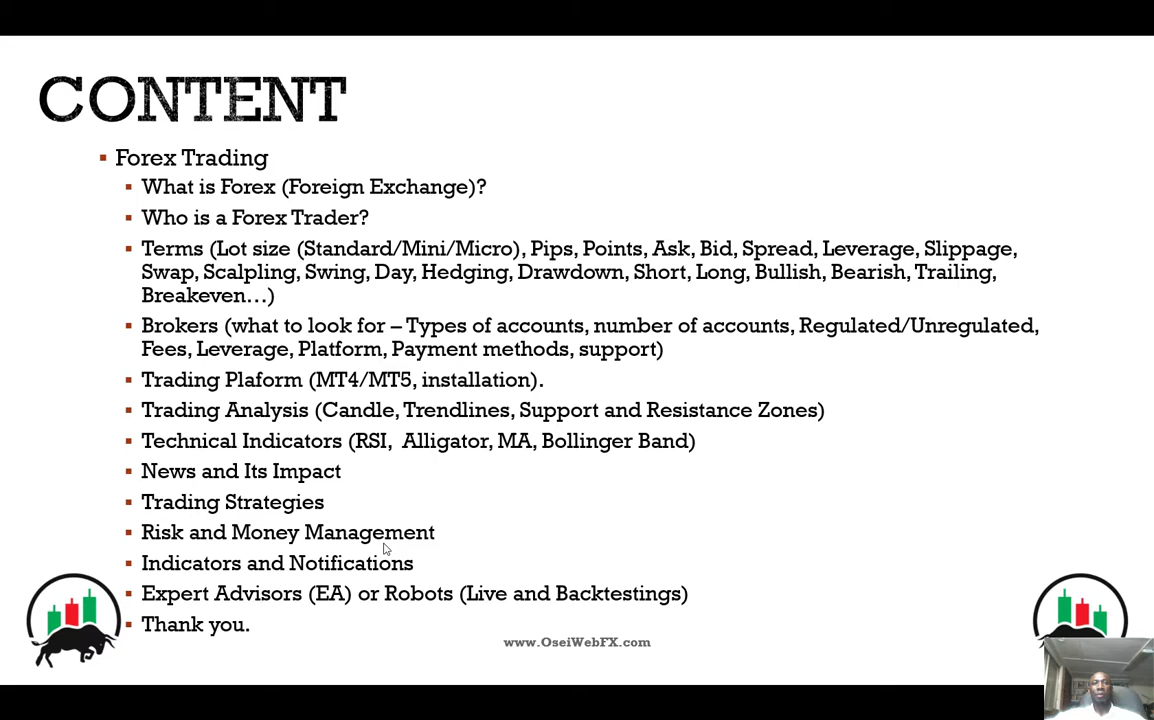 CONTENT
Forex Trading
What is Forex (Foreign Exchange)?
Who is a Forex Trader?
Terms (Lot size (Standard/Mini/Micro), Pips, Points, Ask, Bid, Spread, Leverage, Slippage,
Swap, Scalpling, Swing, Day, Hedging, Drawdown, Short, Long, Bullish, Bearish, Trailing,
Breakeven...)
Brokers (what to look for – Types of accounts, number of accounts, Regulated/Unregulated,
Fees, Leverage, Platform, Payment methods, support)
Trading Plaform (MT4/MT5, installation).
Trading Analysis (Candle, Trendlines, Support and Resistance Zones)
Technical Indicators (RSI, Alligator, MA, Bollinger Band)
News and Its Impact
Trading Strategies
Risk and Money Management
Indicators and Notifications
Expert Advisors (EA) or Robots (Live and Backtestings)
Thank you.
www.OseiWebFX.com